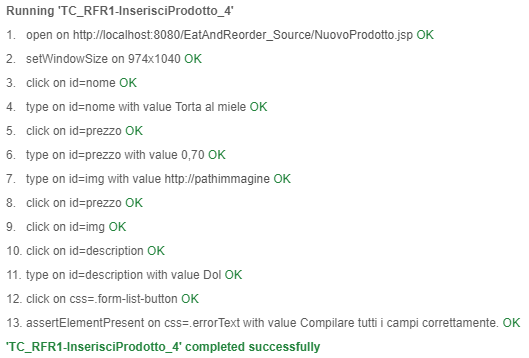 Running 'TC_RFR1-InserisciProdotto_4'
1. open on http://localhost:8080/EatAndReorder_Source/NuovoProdotto.jsp OK
2. setWindowSize on 974x1040 OK
3. click on id=nome OK
4. type on id=nome with value Torta al miele OK
5. click on id=prezzo OK
6. type on id=prezzo with value 0,70 OK
7. type on id=img with value http://pathimmagine OK
8. click on id=prezzo OK
9. click on id=img OK
10. click on id=description OK
11. type on id=description with value Dol OK
12. click on css=.form-list-button OK
13. assertElementPresent on css=.errorText with value Compilare tutti i campi correttamente. OK
'TC_RFR1-InserisciProdotto_4' completed successfully